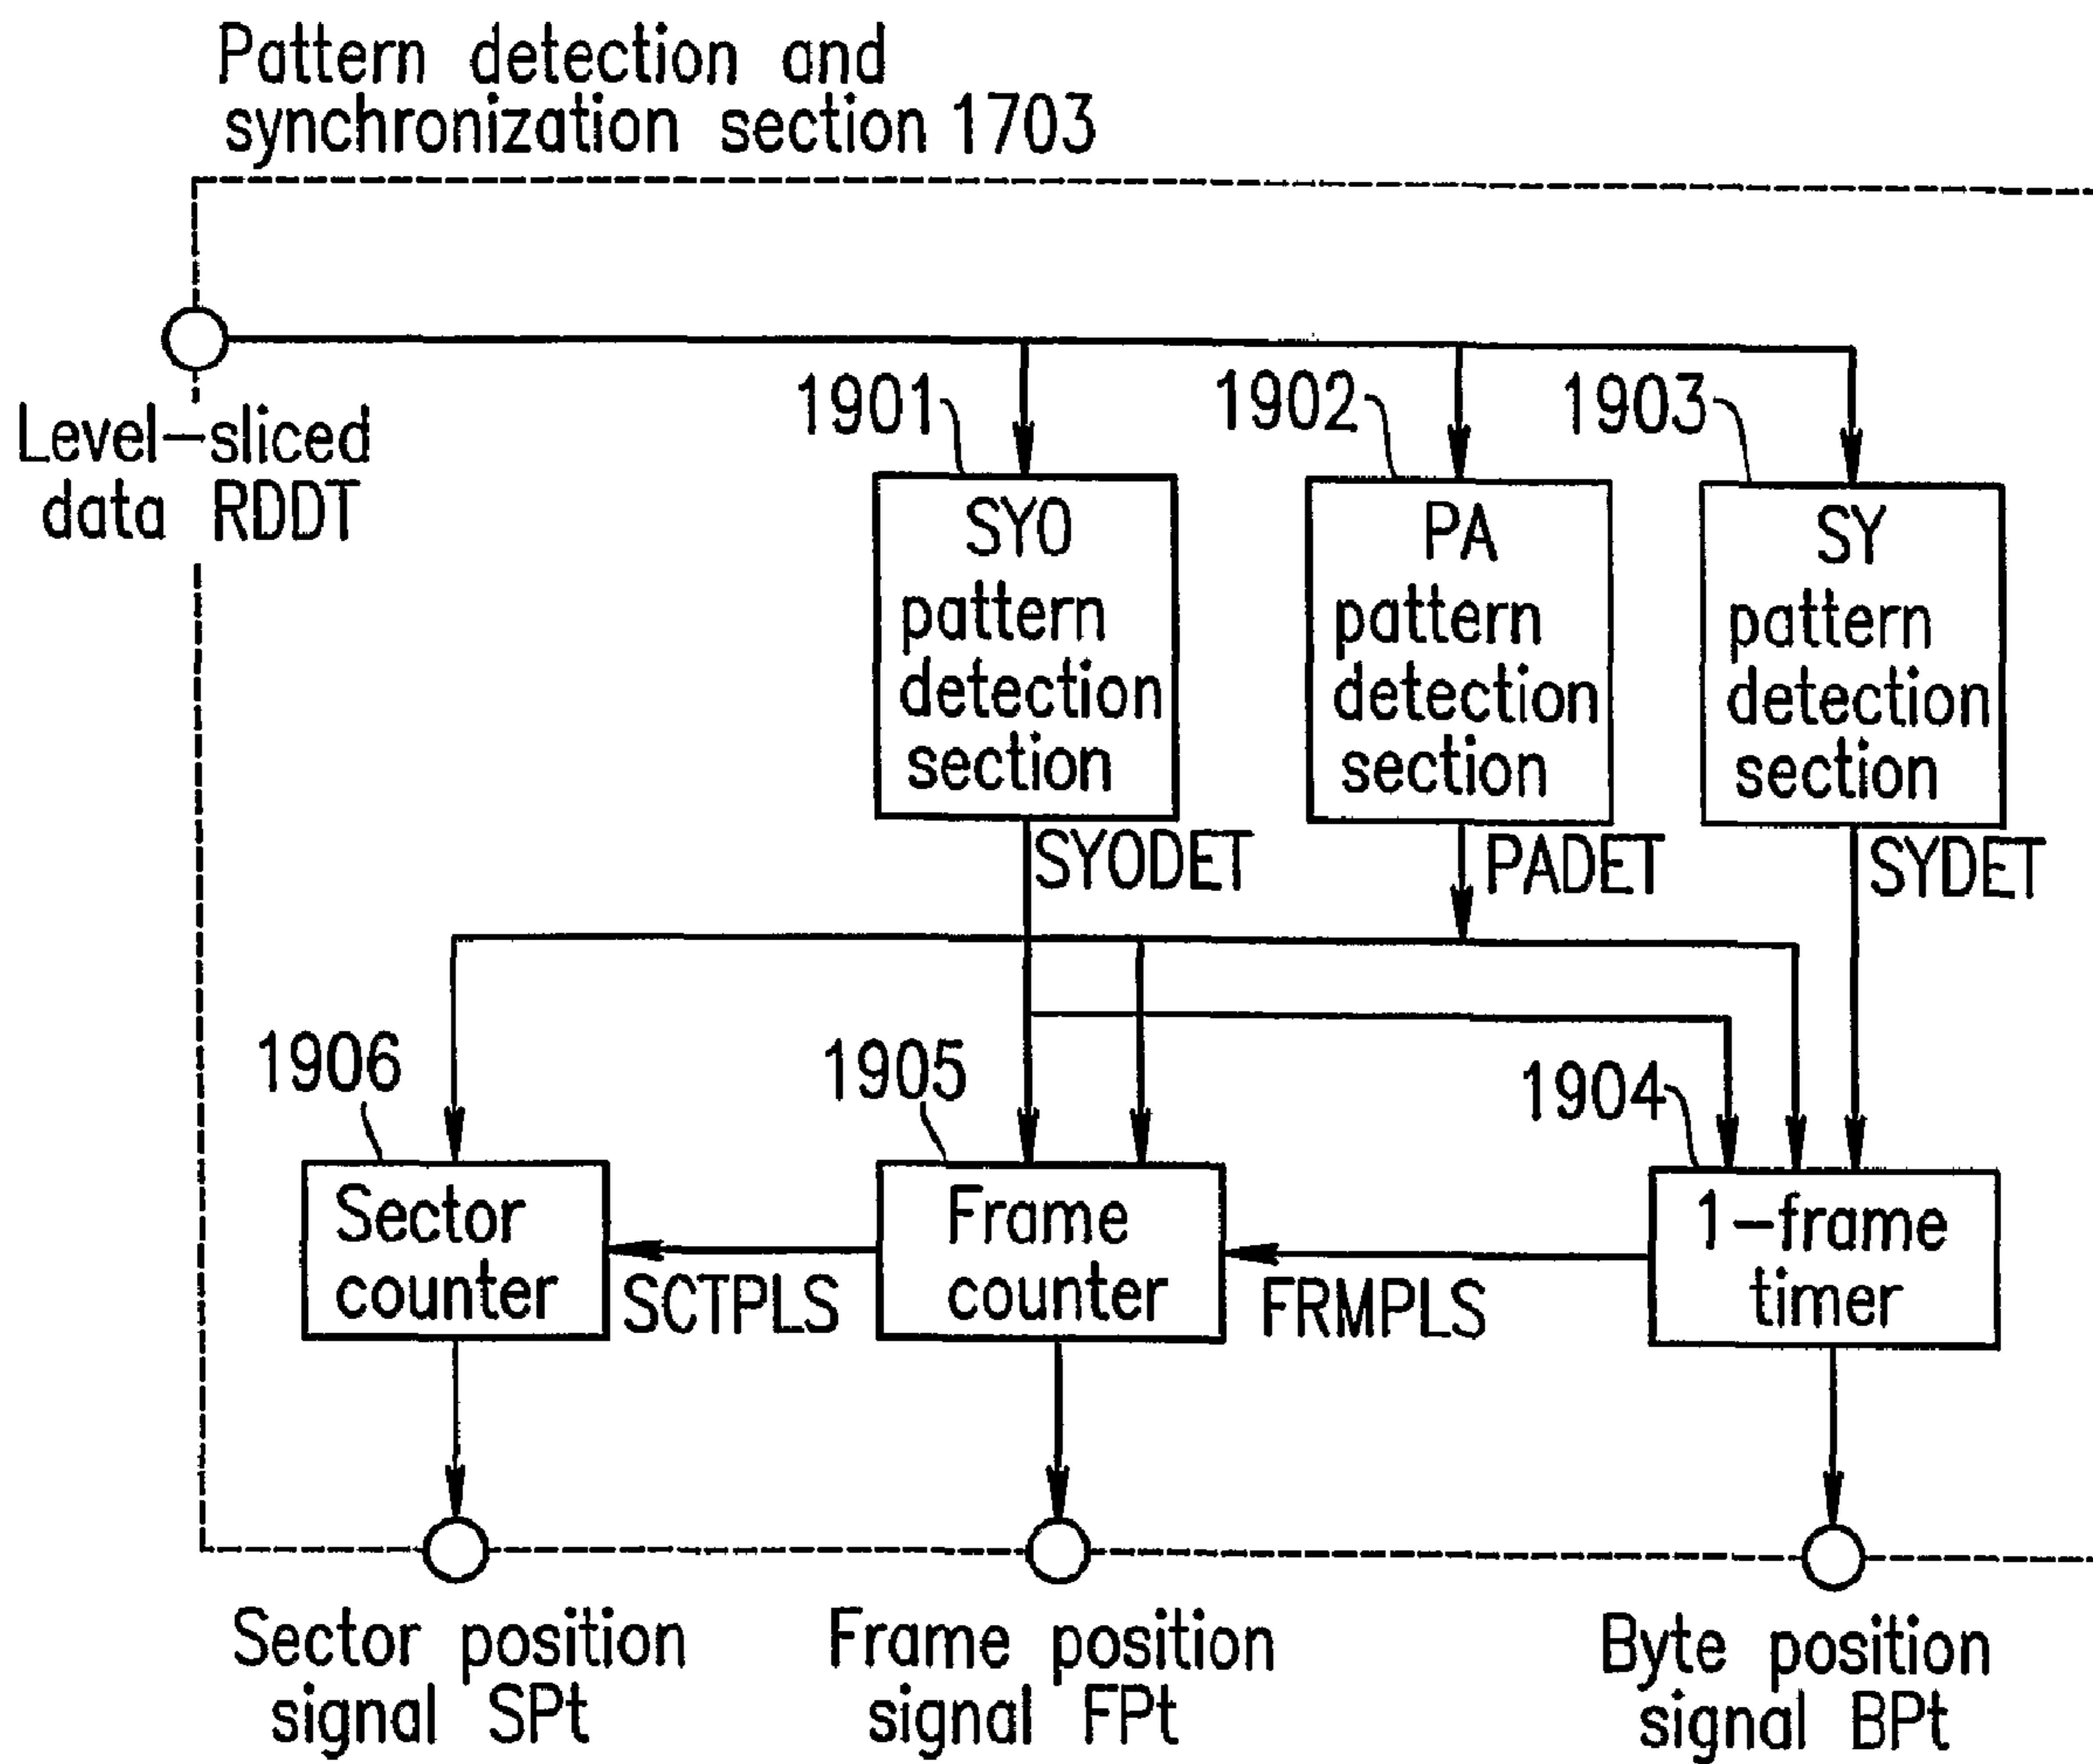 Pattern detection and
synchronization section 1703
Level-sliced
data RDDT
1901
1902
1903
SY0
pattern
detection
section
PA
pattern
detection
section
SY
pattern
detection
section
SY0DET
PADET
SYDET
1906
1905
1904
Sector
counter
SCTPLS
Frame
counter
FRMPLS
1-frame
timer
Sector position
signal SPt
Frame position
signal FPt
Byte position
signal BPt